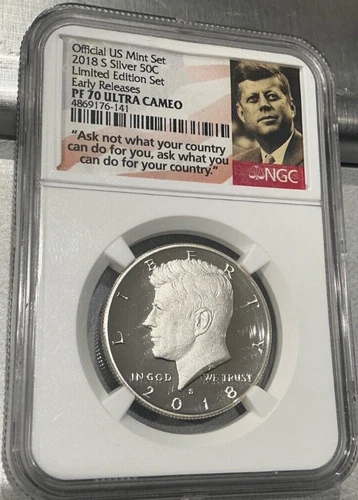 Official US Mint Set
2018 S Silver 50C
Limited Edition Set
Early Releases
PF 70 ULTRA CAMEO
4869176-141
"Ask not what your country
can do for you, ask what you
can do for your country."
NGC
LIBERTY
IN GOD WE TRUST
S
2018